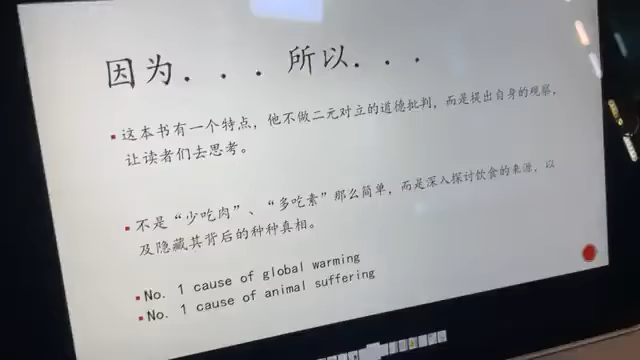 因为. . . 所以. . .
这本书有一个特点，他不做二元对立的道德批判，而是提出自身的观察，
让读者们去思考。
不是“少吃肉”、“多吃素”那么简单，而是深入探讨饮食的来源，以
及隐藏其背后的种种真相。
No. 1 cause of global warming
No. 1 cause of animal suffering